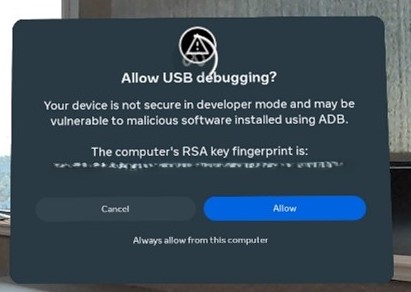 Allow USB debugging?
Your device is not secure in developer mode and may be
vulnerable to malicious software installed using ADB.
The computer's RSA key fingerprint is:
Cancel
Allow
Always allow from this computer